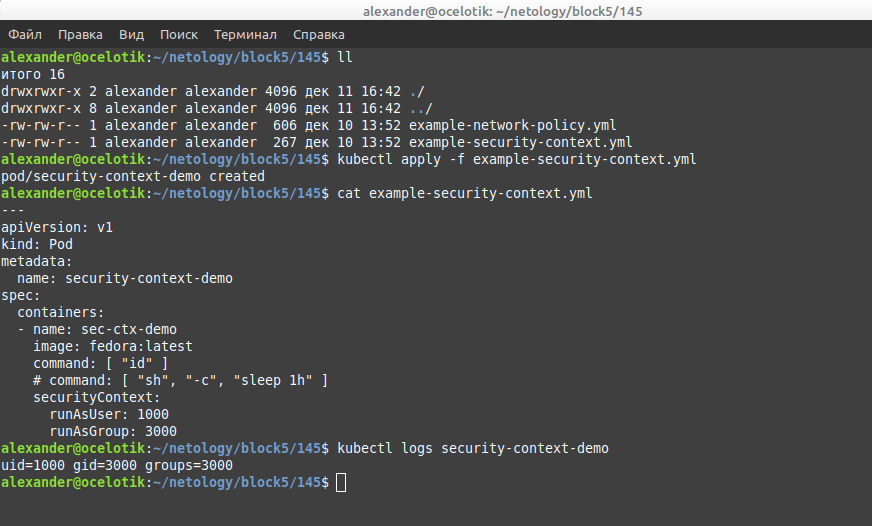 alexander@ocelotik: ~/netology/block5/145
Файл Правка Вид Поиск Терминал Справка
alexander@ocelotik:~/netology/block5/145$ ll
итого 16
drwxrwxr-x 2 alexander alexander 4096 дек 11 16:42 ./
drwxrwxr-x 8 alexander alexander 4096 дек 11 16:42 ../
-rw-rw-r-- 1 alexander alexander  606 дек 10 13:52 example-network-policy.yml
-rw-rw-r-- 1 alexander alexander  267 дек 10 13:52 example-security-context.yml
alexander@ocelotik:~/netology/block5/145$ kubectl apply -f example-security-context.yml
pod/security-context-demo created
alexander@ocelotik:~/netology/block5/145$ cat example-security-context.yml
---
apiVersion: v1
kind: Pod
metadata:
  name: security-context-demo
spec:
  containers:
  - name: sec-ctx-demo
    image: fedora:latest
    command: [ "id" ]
    # command: [ "sh", "-c", "sleep 1h" ]
    securityContext:
      runAsUser: 1000
      runAsGroup: 3000
alexander@ocelotik:~/netology/block5/145$ kubectl logs security-context-demo
uid=1000 gid=3000 groups=3000
alexander@ocelotik:~/netology/block5/145$